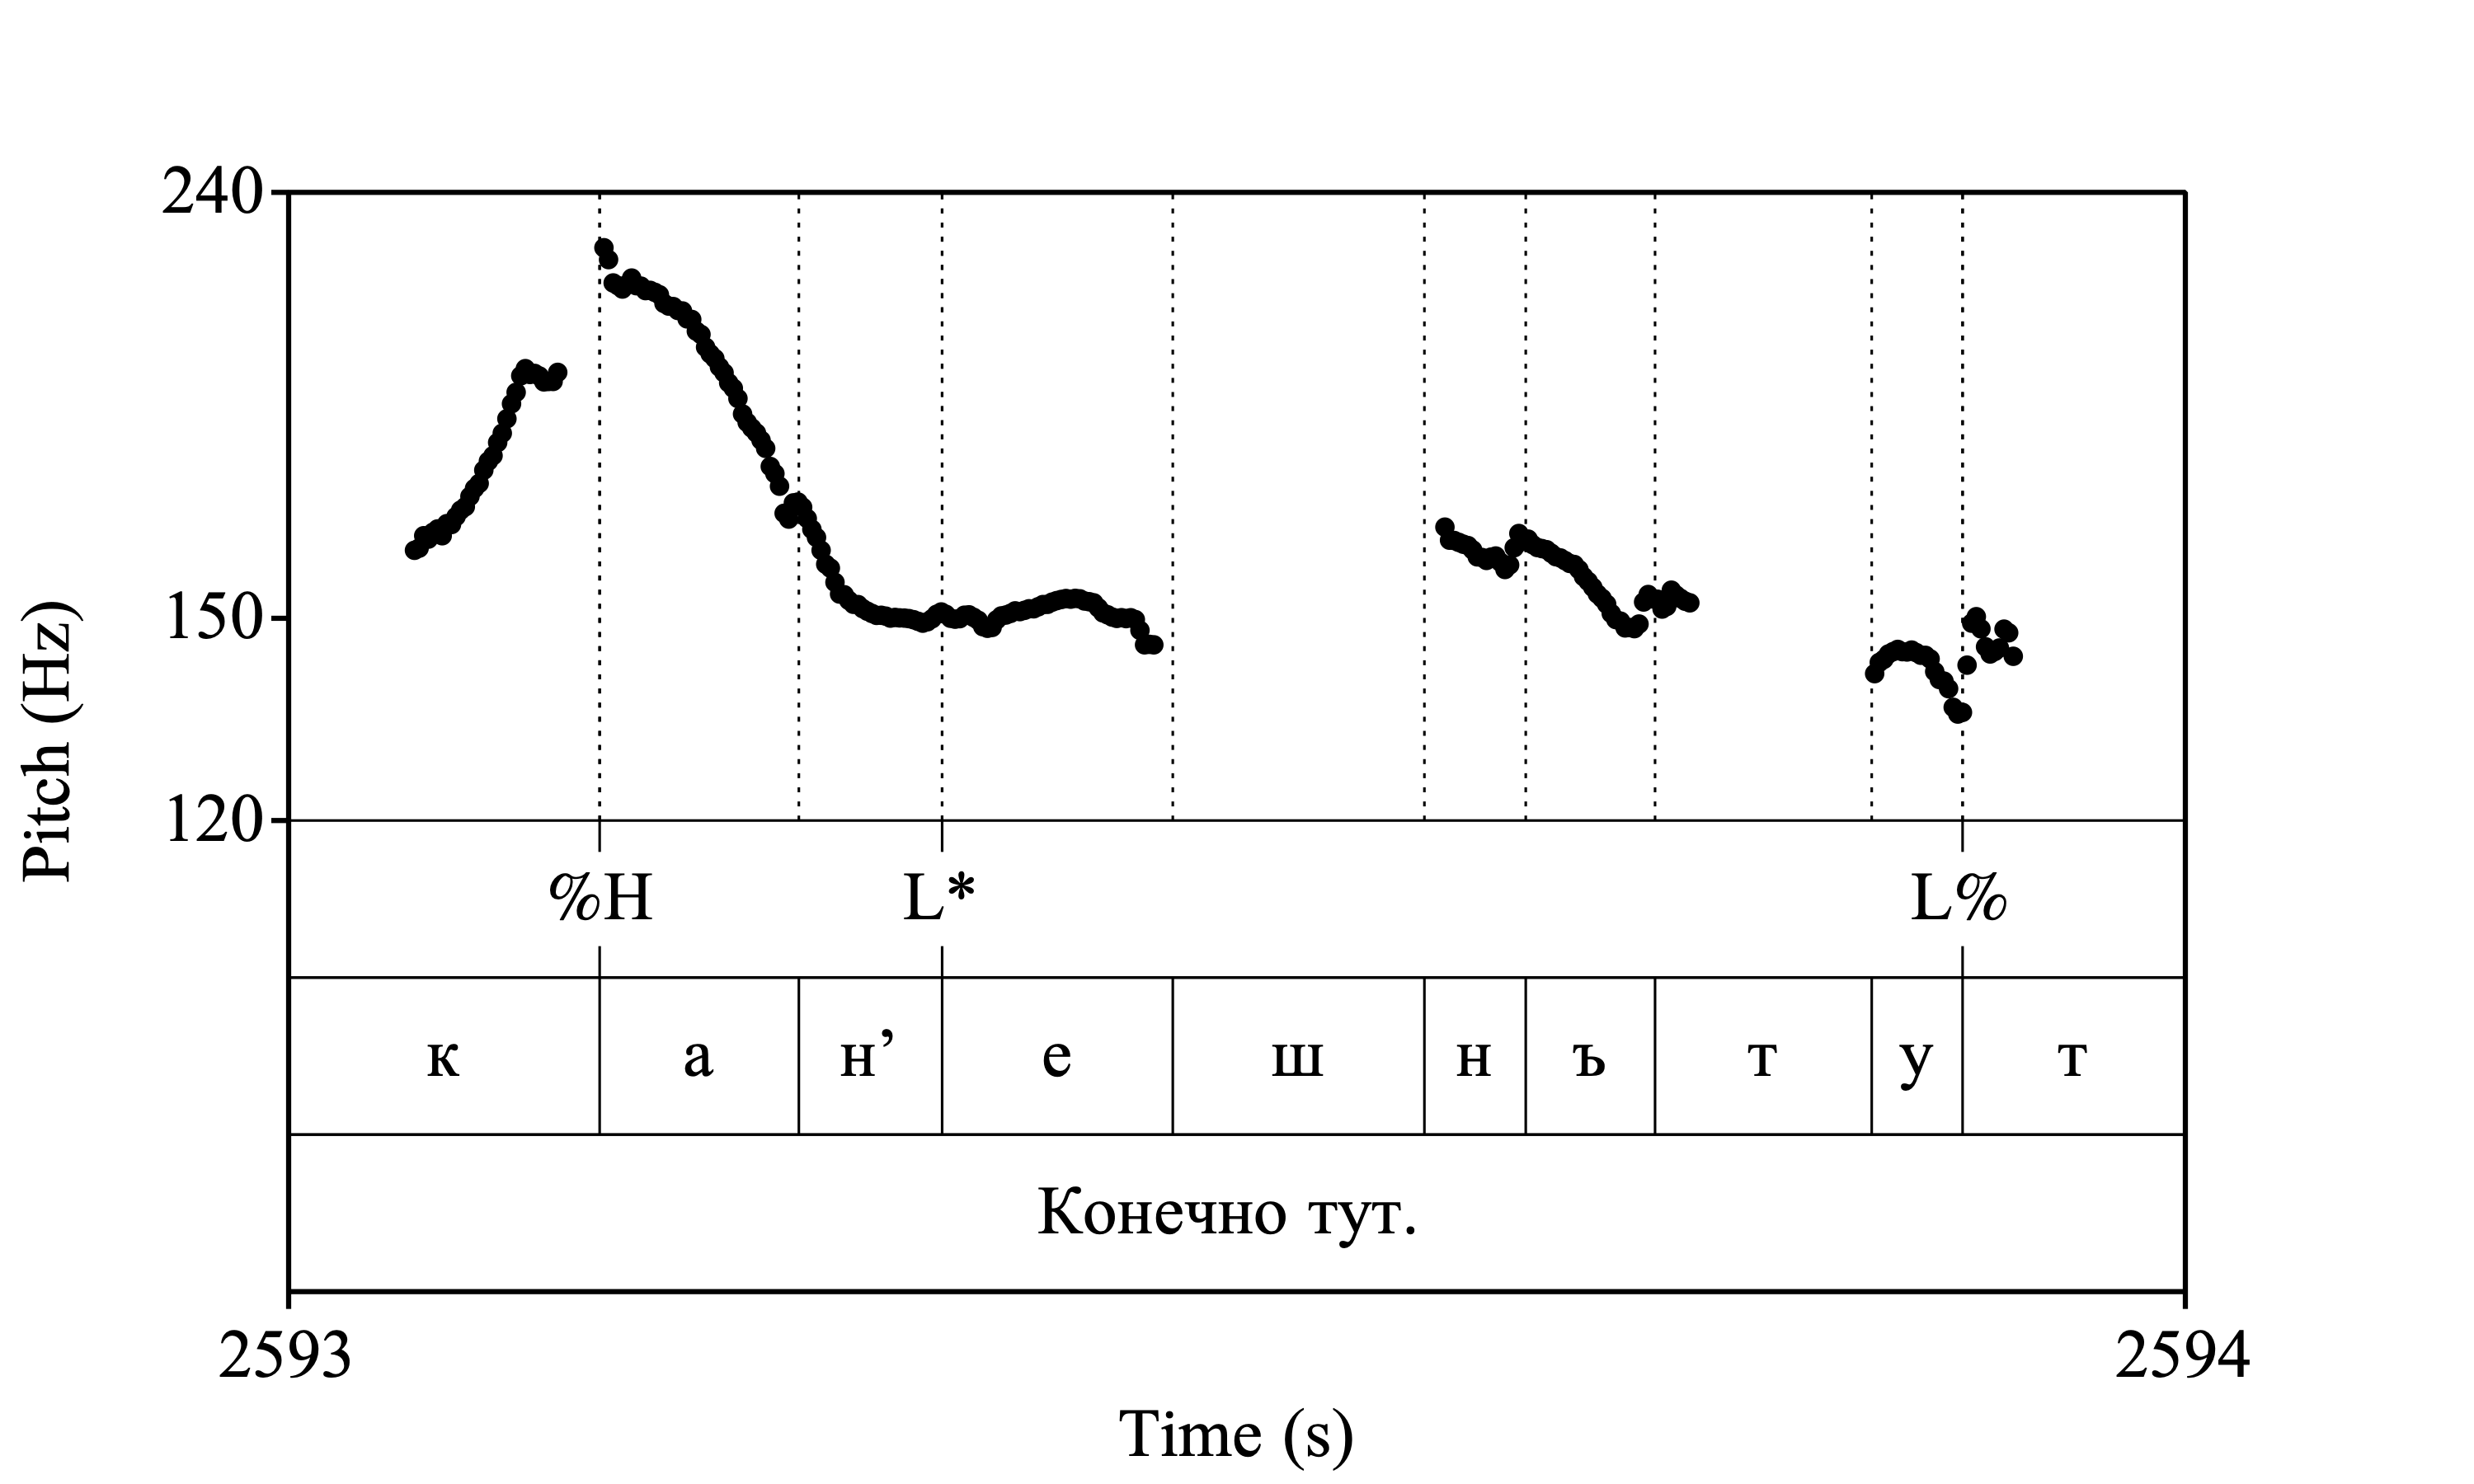 240
150
120
Pitch (Hz)
%H L* L%
к а н’ е ш н ъ т у т
Конечно тут.
2593 2594
Time (s)